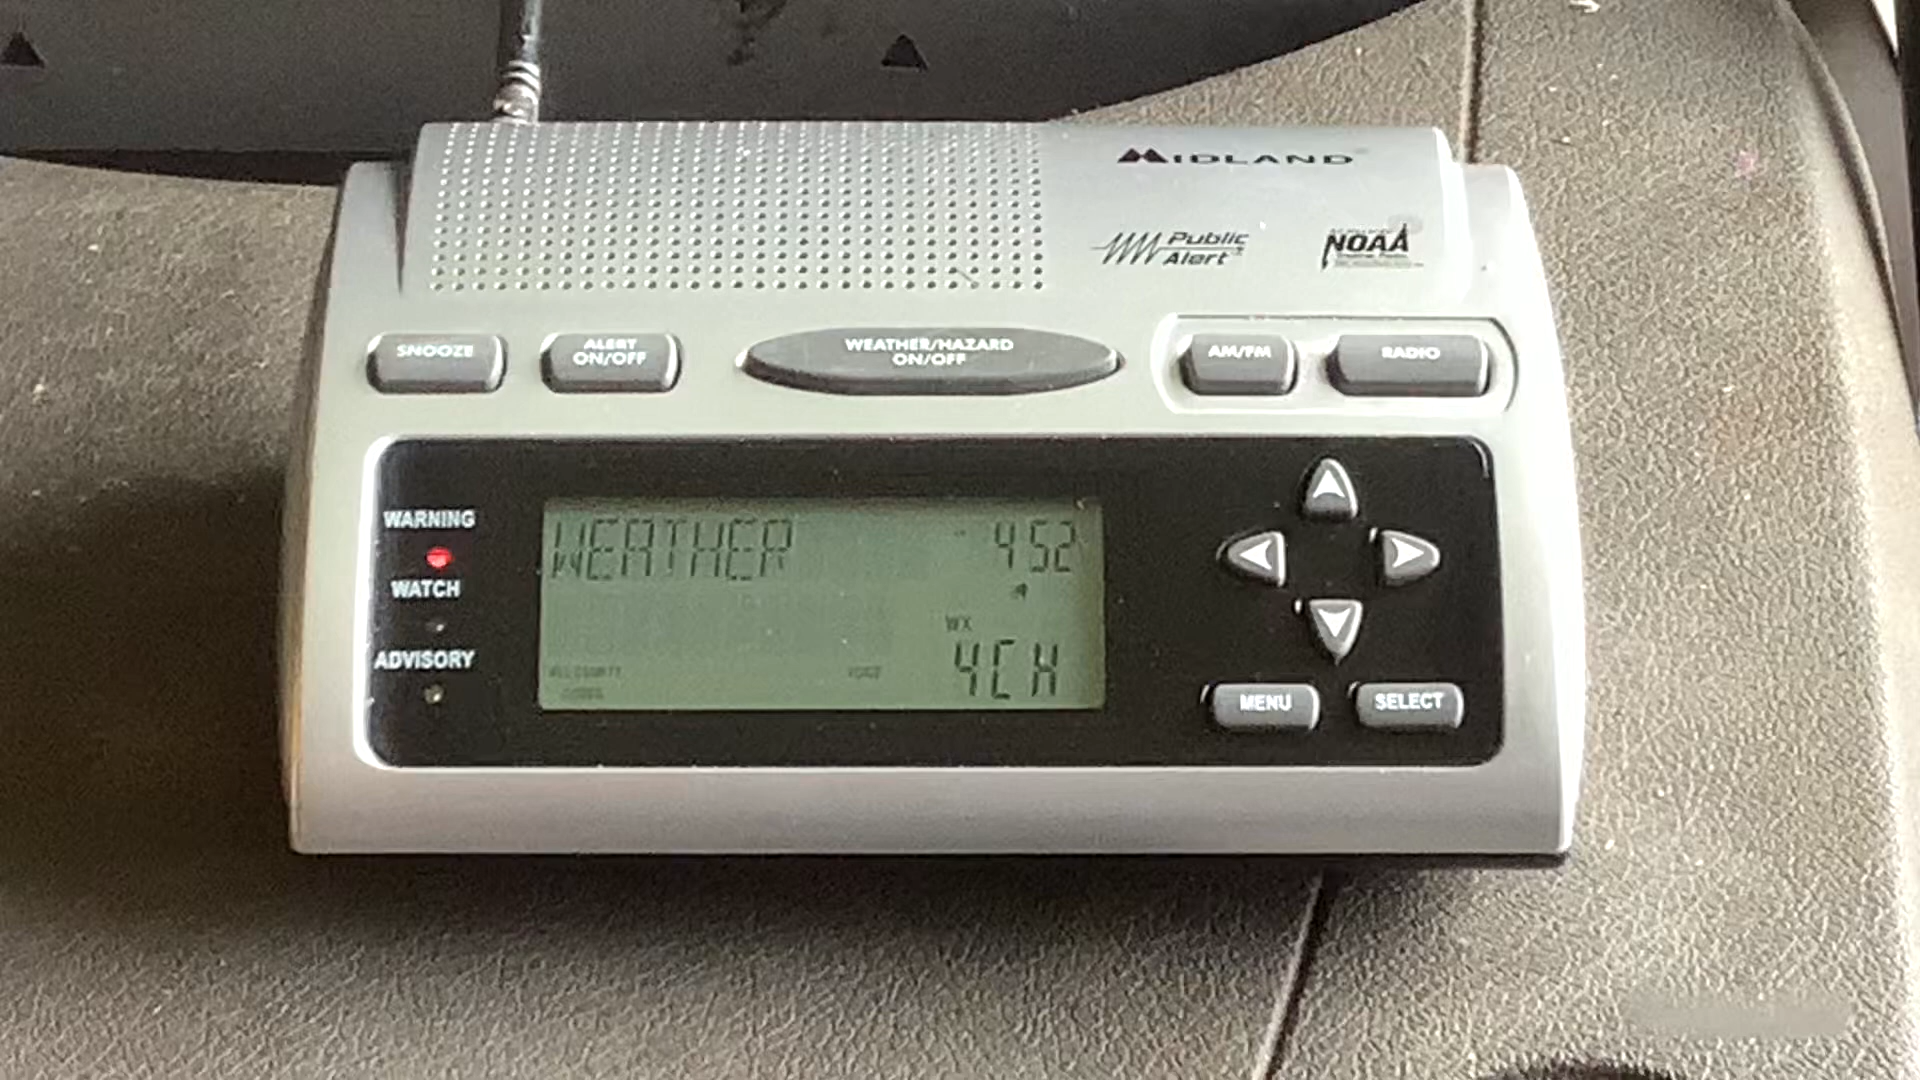 MIDLAND
Public
Alert
NOAA
SNOOZE
ALERT
ON/OFF
WEATHER/HAZARD
ON/OFF
AM/FM
RADIO
WARNING
WATCH
ADVISORY
WEATHER 4 52
WX
4CH
MENU
SELECT